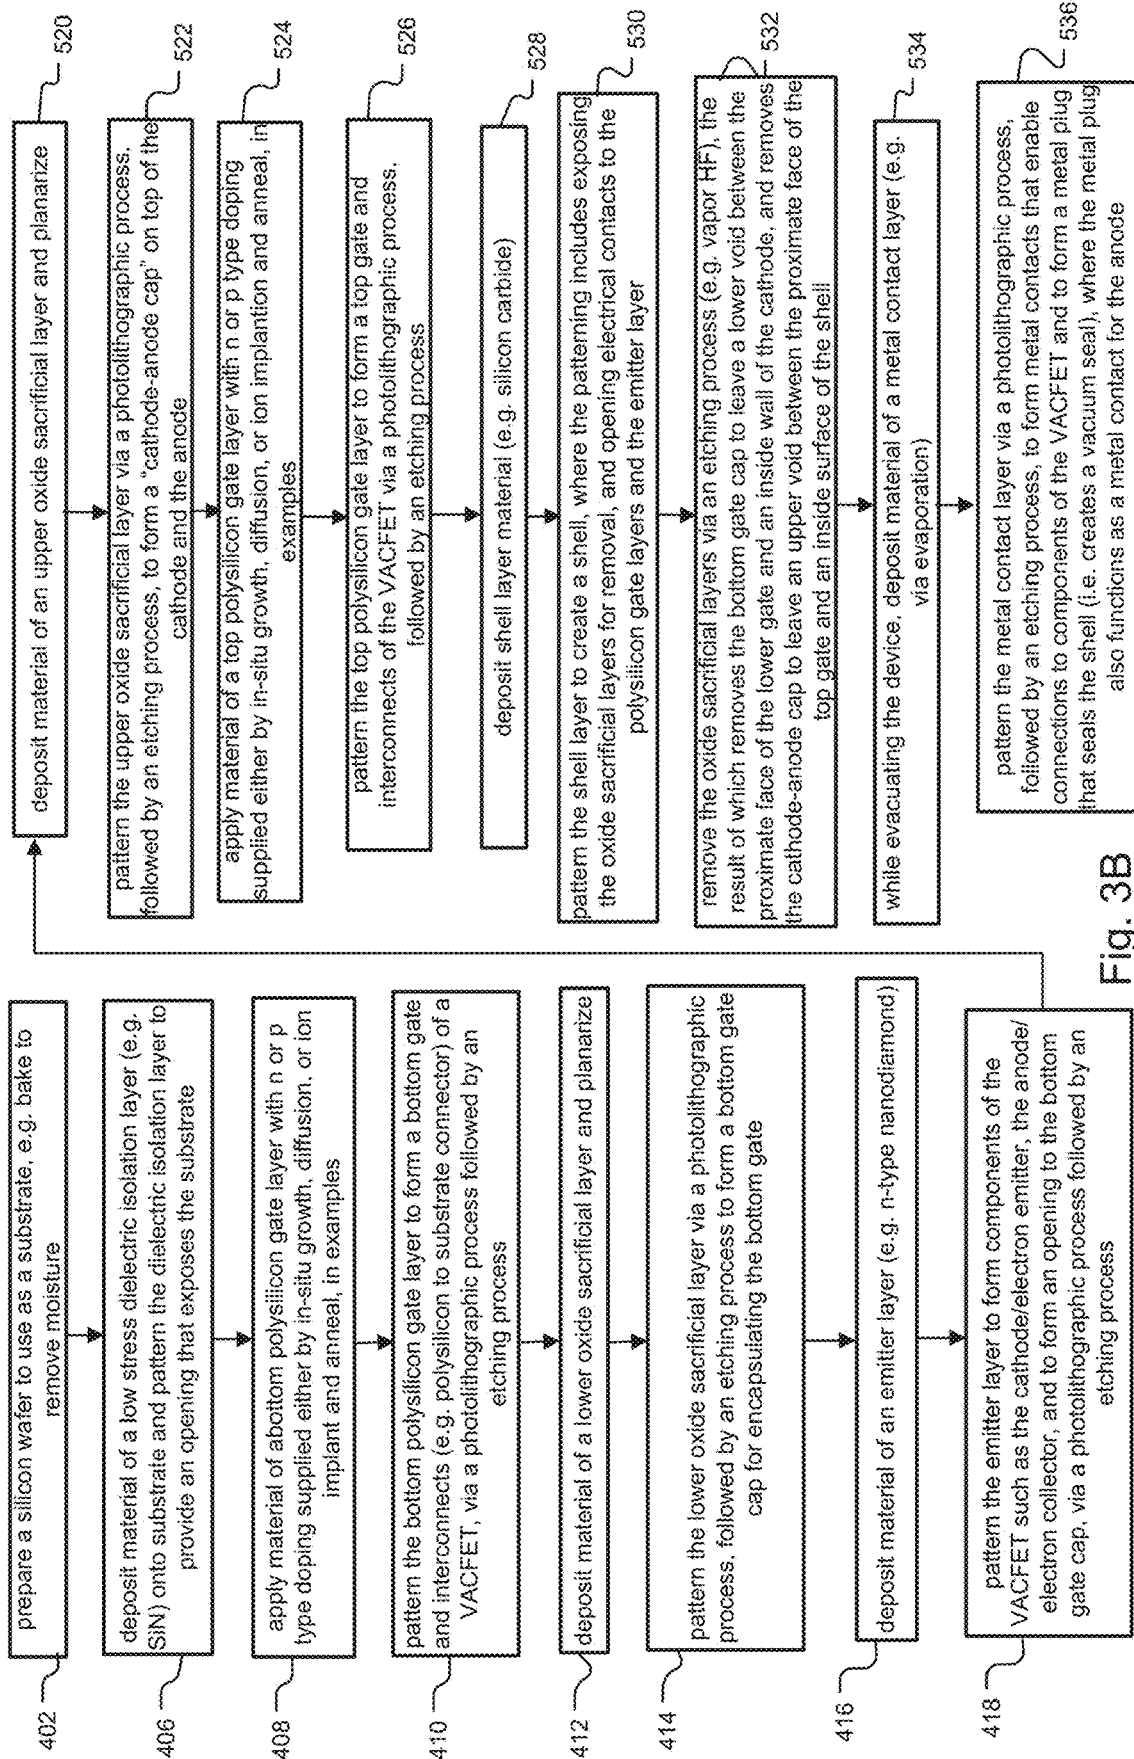 402
prepare a silicon wafer to use as a substrate, e.g. bake to
remove moisture
406
deposit material of a low stress dielectric isolation layer (e.g.
SiN) onto substrate and pattern the dielectric isolation layer to
provide an opening that exposes the substrate
408
apply material of abottom polysilicon gate layer with n or p
type doping supplied either by in-situ growth, diffusion, or ion
implant and anneal, in examples
410
pattern the bottom polysilicon gate layer to form a bottom gate
and interconnects (e.g. polysilicon to substrate connector) of a
VACFET, via a photolithographic process followed by an
etching process
412
deposit material of a lower oxide sacrificial layer and planarize
414
pattern the lower oxide sacrificial layer via a photolithographic
process, followed by an etching process to form a bottom gate
cap for encapsulating the bottom gate
416
deposit material of an emitter layer (e.g. n-type nanodiamond)
418
pattern the emitter layer to form components of the
VACFET such as the cathode/electron emitter, the anode/
electron collector, and to form an opening to the bottom
gate cap, via a photolithographic process followed by an
etching process
520
deposit material of an upper oxide sacrificial layer and planarize
522
pattern the upper oxide sacrificial layer via a photolithographic process,
followed by an etching process, to form a "cathode-anode cap" on top of the
cathode and the anode
524
apply material of a top polysilicon gate layer with n or p type doping
supplied either by in-situ growth, diffusion, or ion implantion and anneal, in
examples
526
pattern the top polysilicon gate layer to form a top gate and
interconnects of the VACFET via a photolithographic process,
followed by an etching process
528
deposit shell layer material (e.g. silicon carbide)
530
pattern the shell layer to create a shell, where the patterning includes exposing
the oxide sacrificial layers for removal, and opening electrical contacts to the
polysilicon gate layers and the emitter layer
532
remove the oxide sacrificial layers via an etching process (e.g. vapor HF), the
result of which removes the bottom gate cap to leave a lower void between the
proximate face of the lower gate and an inside wall of the cathode, and removes
the cathode-anode cap to leave an upper void between the proximate face of the
top gate and an inside surface of the shell
534
while evacuating the device, deposit material of a metal contact layer (e.g.
via evaporation)
536
pattern the metal contact layer via a photolithographic process,
followed by an etching process, to form metal contacts that enable
connections to components of the VACFET and to form a metal plug
that seals the shell (i.e. creates a vacuum seal), where the metal plug
also functions as a metal contact for the anode
Fig. 3B